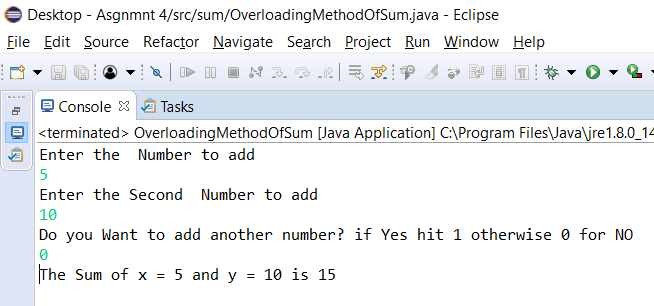 Desktop - Asgnmnt 4/src/sum/OverloadingMethodOfSum.java - Eclipse
File Edit Source Refactor Navigate Search Project Run Window Help
Console Tasks
<terminated> OverloadingMethodOfSum [Java Application] C:\Program Files\Java\jre1.8.0_14
Enter the  Number to add
5
Enter the Second  Number to add
10
Do you Want to add another number? if Yes hit 1 otherwise 0 for NO
0
The Sum of x = 5 and y = 10 is 15